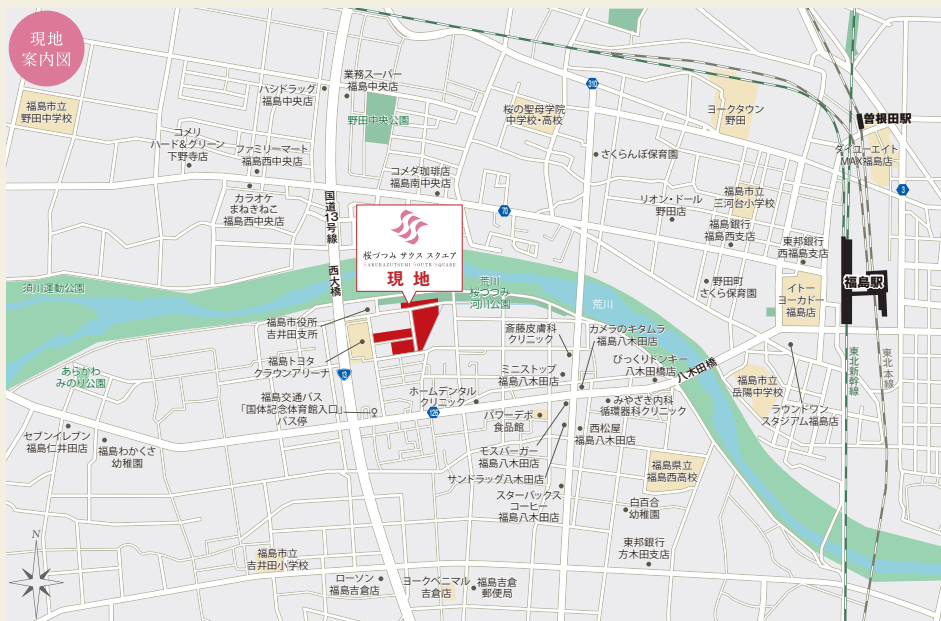 現地
案内図
福島市立
野田中学校
ハシドラッグ
福島中央店
業務スーパー
福島中央店
野田中央公園
コメリ
ハード&グリーン
下野寺店
ファミリーマート
福島西中央店
カラオケ
まねきねこ
福島西中央店
国道13号線
西大橋
コメダ珈琲店
福島南中央店
桜の聖母学院
中学校・高校
310
さくらんぼ保育園
ヨークタウン
野田
曽根田駅
ダイユーエイト
MAX福島店
3
70
リオン・ドール
野田店
福島市立
三河台小学校
福島銀行
福島西支店
東邦銀行
西福島支店
桜づつみ サウス スクエア
SAKURAZUTSUMI SOUTH SQUARE
現地
須川運動公園
荒川
桜づつみ
河川公園
荒川
野田町
さくら保育園
イトー
ヨーカドー
福島店
福島駅
東北新幹線
東北本線
福島市役所
吉井田支所
福島トヨタ
クラウンアリーナ
13
あらかわ
みのり公園
福島交通バス
「国体記念体育館入口」
バス停
ホームデンタル
クリニック
126
斎藤皮膚科
クリニック
カメラのキタムラ
福島八木田店
ミニストップ
福島八木田店
びっくりドンキー
八木田橋店
八木田橋
福島市立
岳陽中学校
ラウンドワン
スタジアム福島店
みやざき内科
循環器科クリニック
パワーデポ
食品館
西松屋
福島八木田店
モスバーガー
福島八木田店
サンドラッグ八木田店
スターバックス
コーヒー
福島八木田店
福島県立
福島西高校
白百合
幼稚園
東邦銀行
方木田支店
セブンイレブン
福島仁井田店
福島わかくさ
幼稚園
N
福島市立
吉井田小学校
ローソン
福島吉倉店
ヨークベニマル
吉倉店
福島吉倉
郵便局